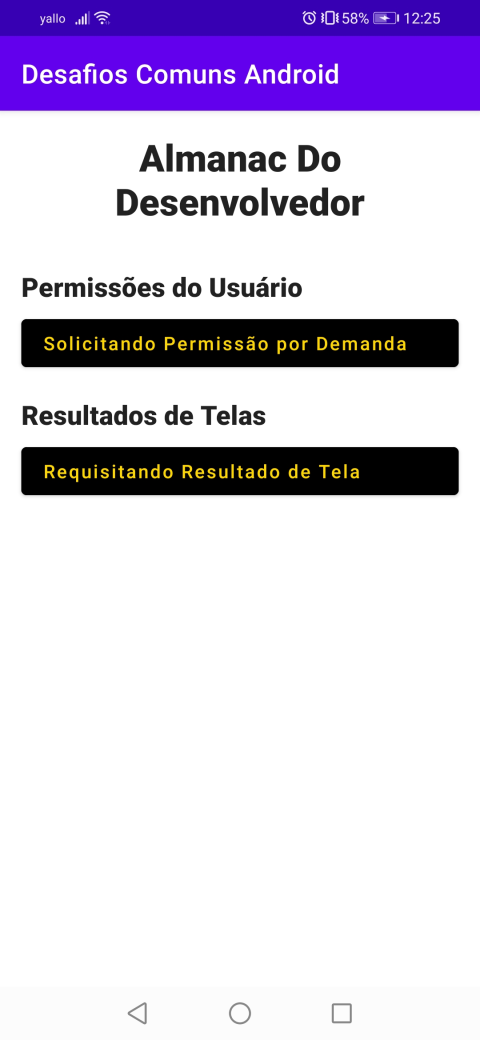 yallo 58% 12:25
Desafios Comuns Android
Almanac Do
Desenvolvedor
Permissões do Usuário
Solicitando Permissão por Demanda
Resultados de Telas
Requisitando Resultado de Tela